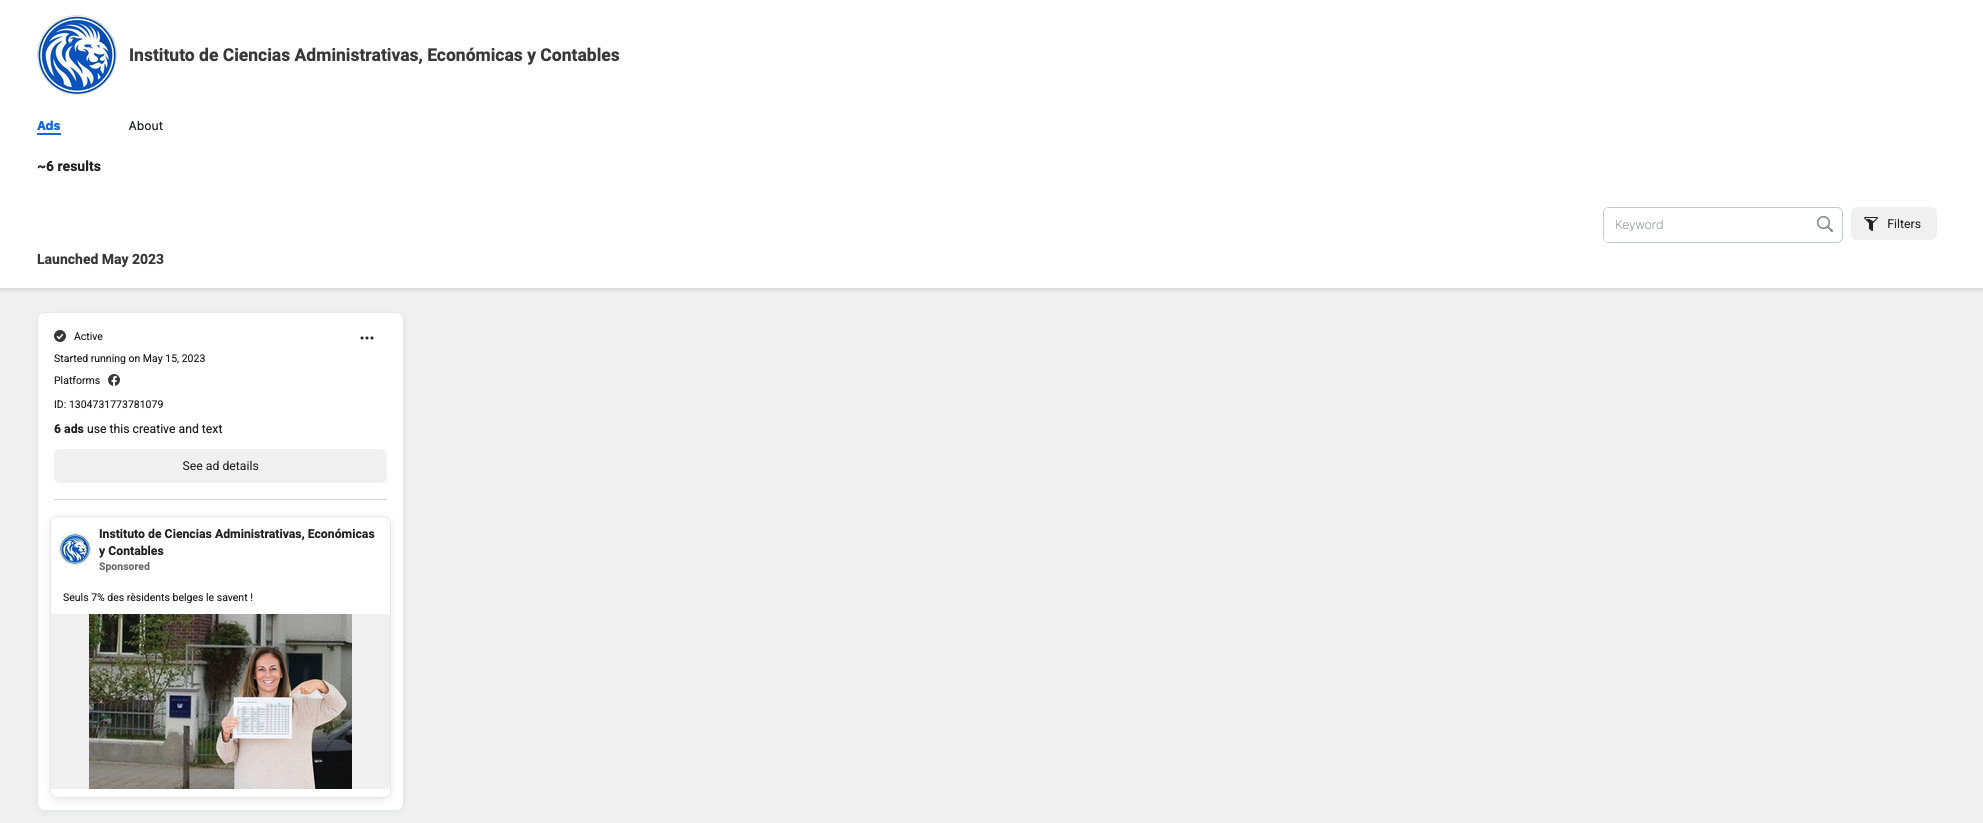 Instituto de Ciencias Administrativas, Económicas y Contables
Ads
About
~6 results
Keyword
Filters
Launched May 2023
Active
Started running on May 15, 2023
Platforms
ID: 1304731773781079
6 ads use this creative and text
See ad details
Instituto de Ciencias Administrativas, Económicas
y Contables
Sponsored
Seuls 7% des rèsidents belges le savent !